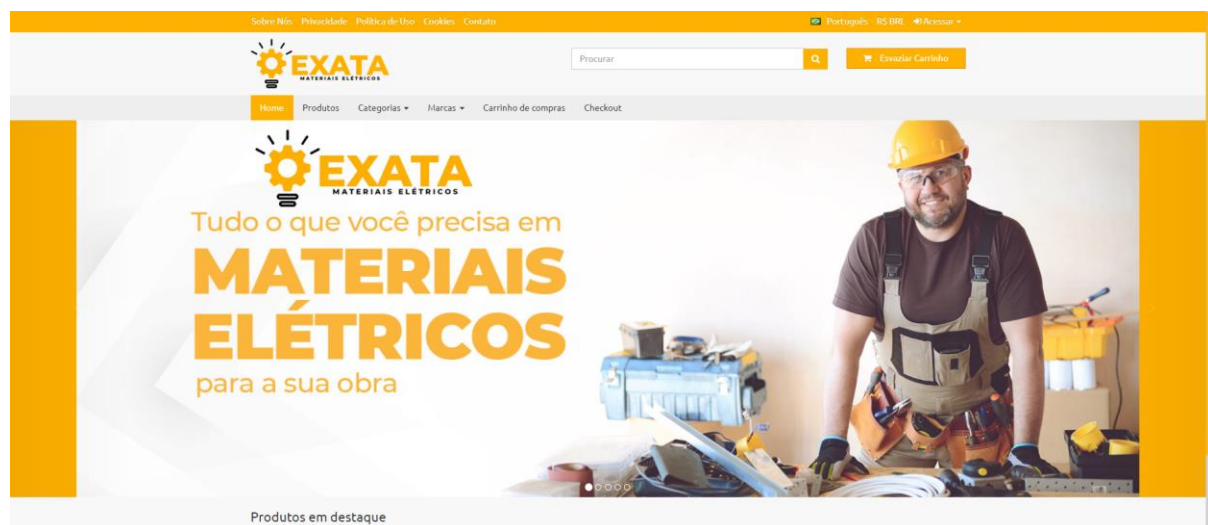 Sobre Nós Privacidade Política de Uso Cookies Contato
Português R$ BRL Acessar
EXATA
MATERIAIS ELÉTRICOS
Procurar
Esvaziar Carrinho
Home Produtos Categorias Marcas Carrinho de compras Checkout
EXATA
MATERIAIS ELÉTRICOS
Tudo o que você precisa em
MATERIAIS
ELÉTRICOS
para a sua obra
Produtos em destaque